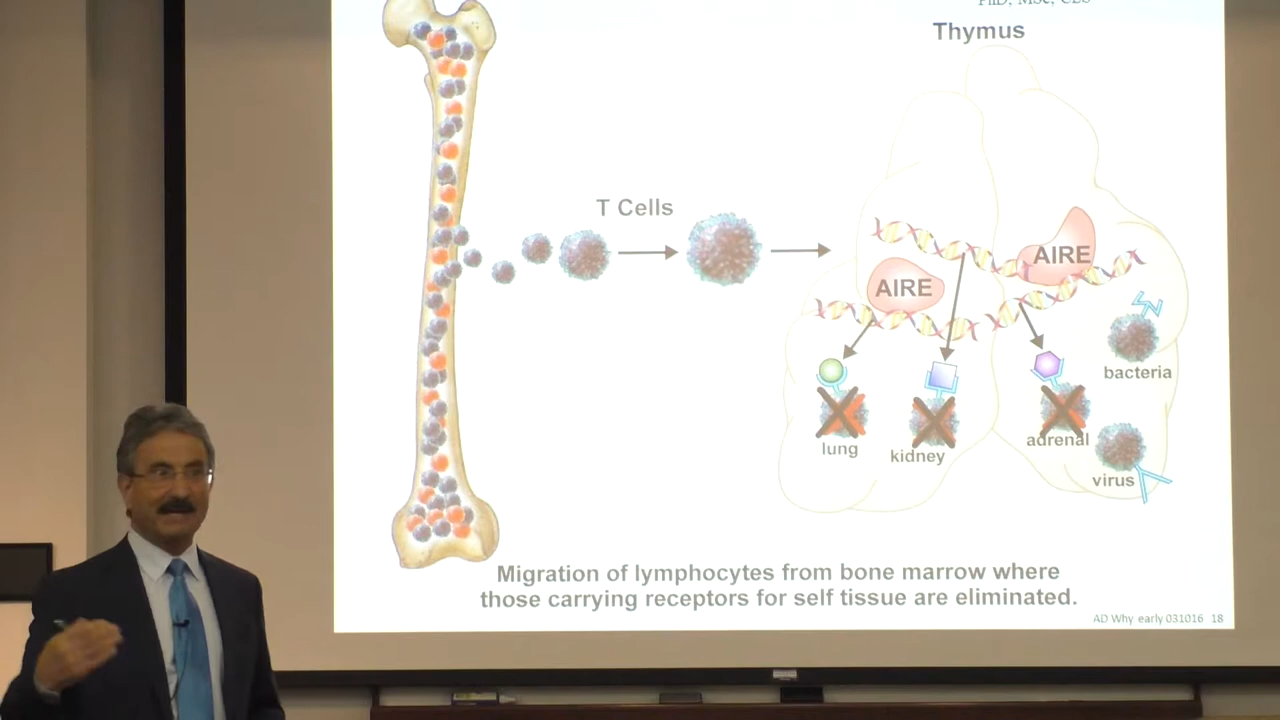 PhD, MSc, CLS
Thymus
T Cells
AIRE
AIRE
bacteria
lung
kidney
adrenal
virus
Migration of lymphocytes from bone marrow where
those carrying receptors for self tissue are eliminated.
AD Why early 031016 18